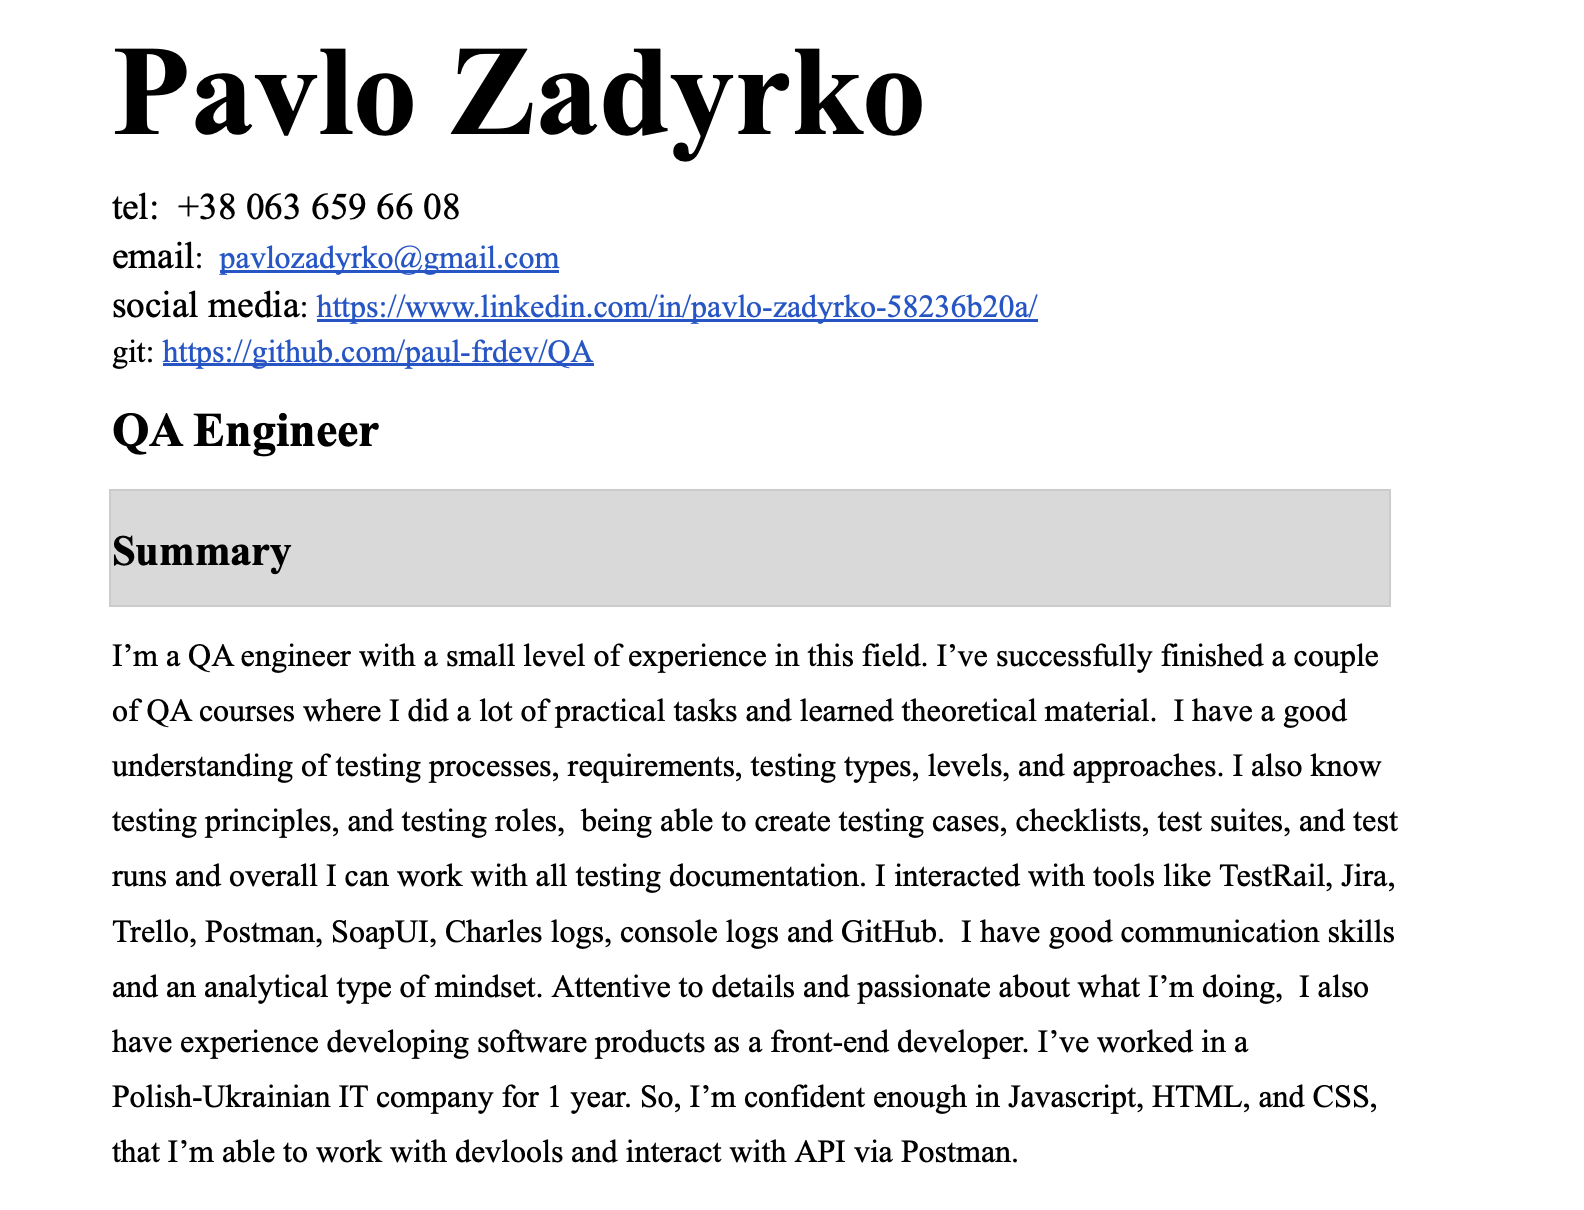 Pavlo Zadyrko
tel:  +38 063 659 66 08
email:  pavlozadyrko@gmail.com
social media: https://www.linkedin.com/in/pavlo-zadyrko-58236b20a/
git: https://github.com/paul-frdev/QA
QA Engineer
Summary
I’m a QA engineer with a small level of experience in this field. I’ve successfully finished a couple
of QA courses where I did a lot of practical tasks and learned theoretical material.  I have a good
understanding of testing processes, requirements, testing types, levels, and approaches. I also know
testing principles, and testing roles,  being able to create testing cases, checklists, test suites, and test
runs and overall I can work with all testing documentation. I interacted with tools like TestRail, Jira,
Trello, Postman, SoapUI, Charles logs, console logs and GitHub.  I have good communication skills
and an analytical type of mindset. Attentive to details and passionate about what I’m doing,  I also
have experience developing software products as a front-end developer. I’ve worked in a
Polish-Ukrainian IT company for 1 year. So, I’m confident enough in Javascript, HTML, and CSS,
that I’m able to work with devlools and interact with API via Postman.